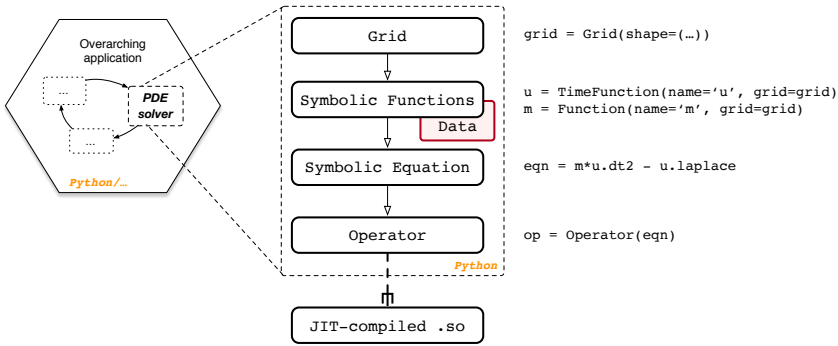 Overarching
application
...
PDE
solver
...
Python/…
Grid
Symbolic Functions
Data
Symbolic Equation
Operator
Python
JIT-compiled .so
grid = Grid(shape=(…))
u = TimeFunction(name=‘u’, grid=grid)
m = Function(name=‘m’, grid=grid)
eqn = m*u.dt2 - u.laplace
op = Operator(eqn)